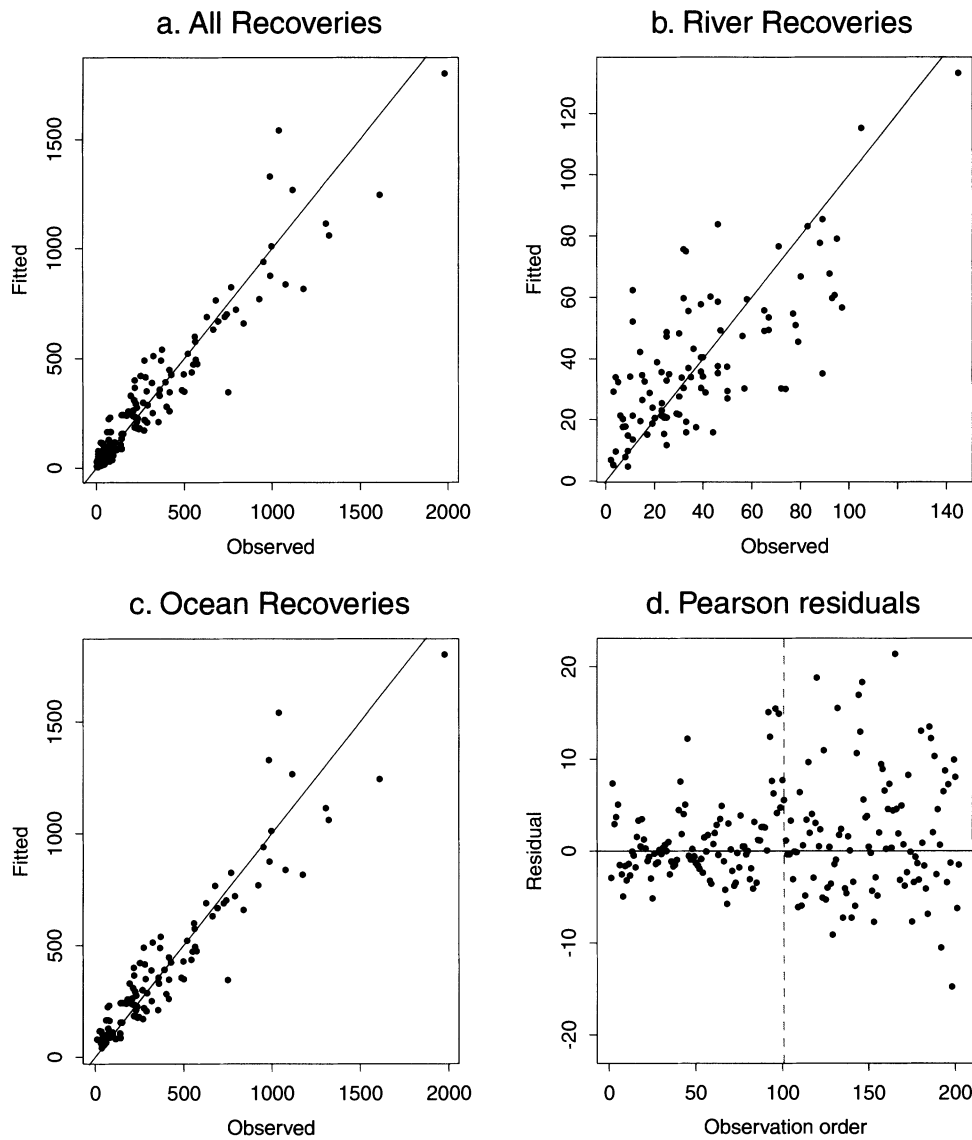 a. All Recoveries
1500
1000
500
0
Fitted
0 500 1000 1500 2000
Observed
b. River Recoveries
120
100
80
60
40
20
0
Fitted
0 20 40 60 80 100 140
Observed
c. Ocean Recoveries
1500
1000
500
0
Fitted
0 500 1000 1500 2000
Observed
d. Pearson residuals
20
10
0
-10
-20
Residual
0 50 100 150 200
Observation order